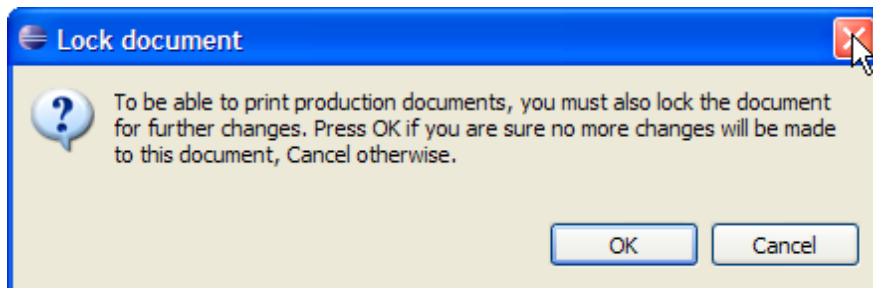 Lock document
To be able to print production documents, you must also lock the document
for further changes. Press OK if you are sure no more changes will be made
to this document, Cancel otherwise.
OK Cancel